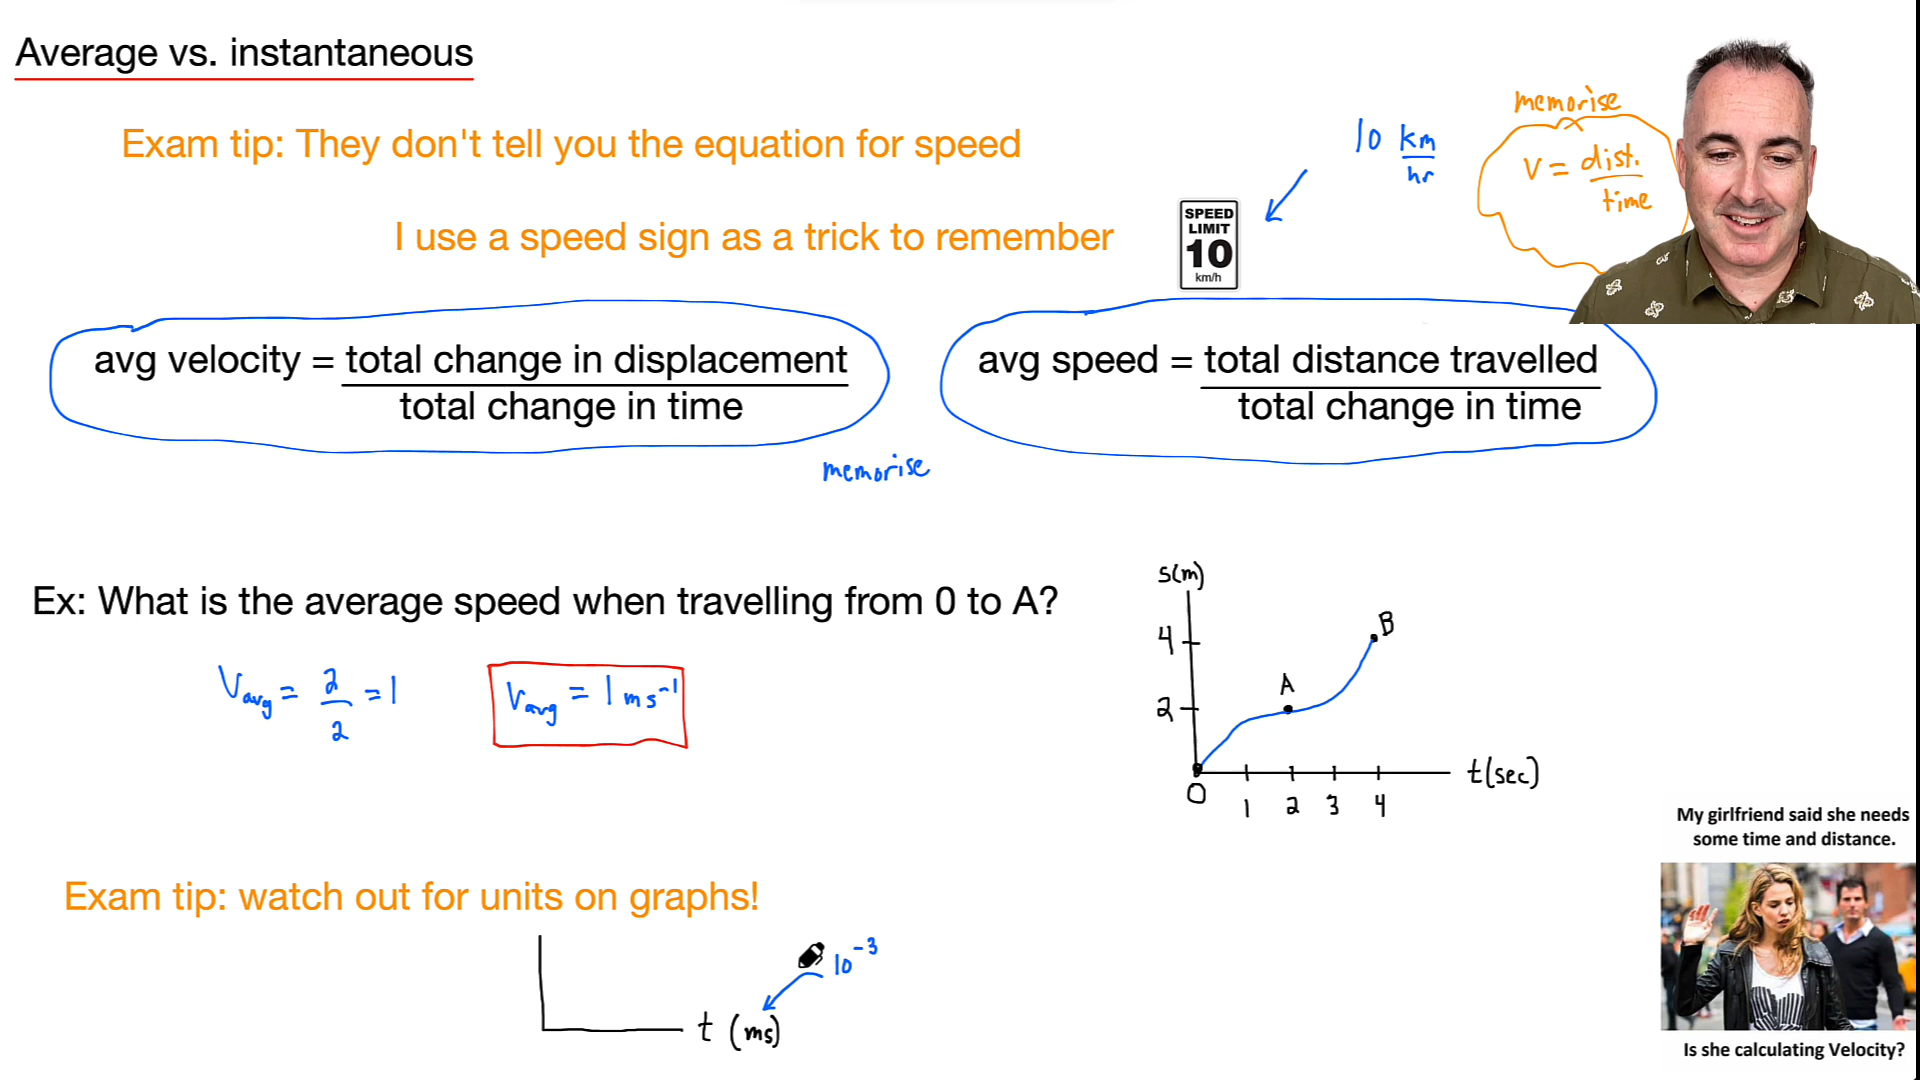 Average vs. instantaneous
Exam tip: They don't tell you the equation for speed
I use a speed sign as a trick to remember
SPEED
LIMIT
10
km/h
10 km
hr
memorise
v = dist.
time
avg velocity = total change in displacement
total change in time
avg speed = total distance travelled
total change in time
memorise
Ex: What is the average speed when travelling from 0 to A?
Vavg = 2 = 1
2
Vavg = 1 ms⁻¹
s(m)
4
2
A
B
0
1 2 3 4
t(sec)
Exam tip: watch out for units on graphs!
10⁻³
t (ms)
My girlfriend said she needs
some time and distance.
Is she calculating Velocity?